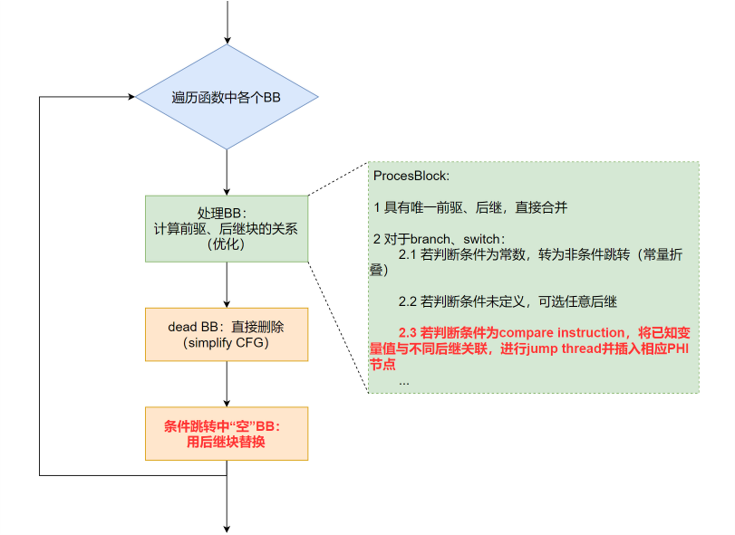 遍历函数中各个BB
处理BB：
计算前驱、后继块的关系
（优化）
dead BB：直接删除
（simplify CFG）
条件跳转中“空”BB：
用后继块替换
ProcesBlock:
1 具有唯一前驱、后继，直接合并
2 对于branch、switch：
2.1 若判断条件为常数，转为非条件跳转（常量折
叠）
2.2 若判断条件未定义，可选任意后继
2.3 若判断条件为compare instruction，将已知变
量值与不同后继关联，进行jump thread并插入相应PHI
节点
...